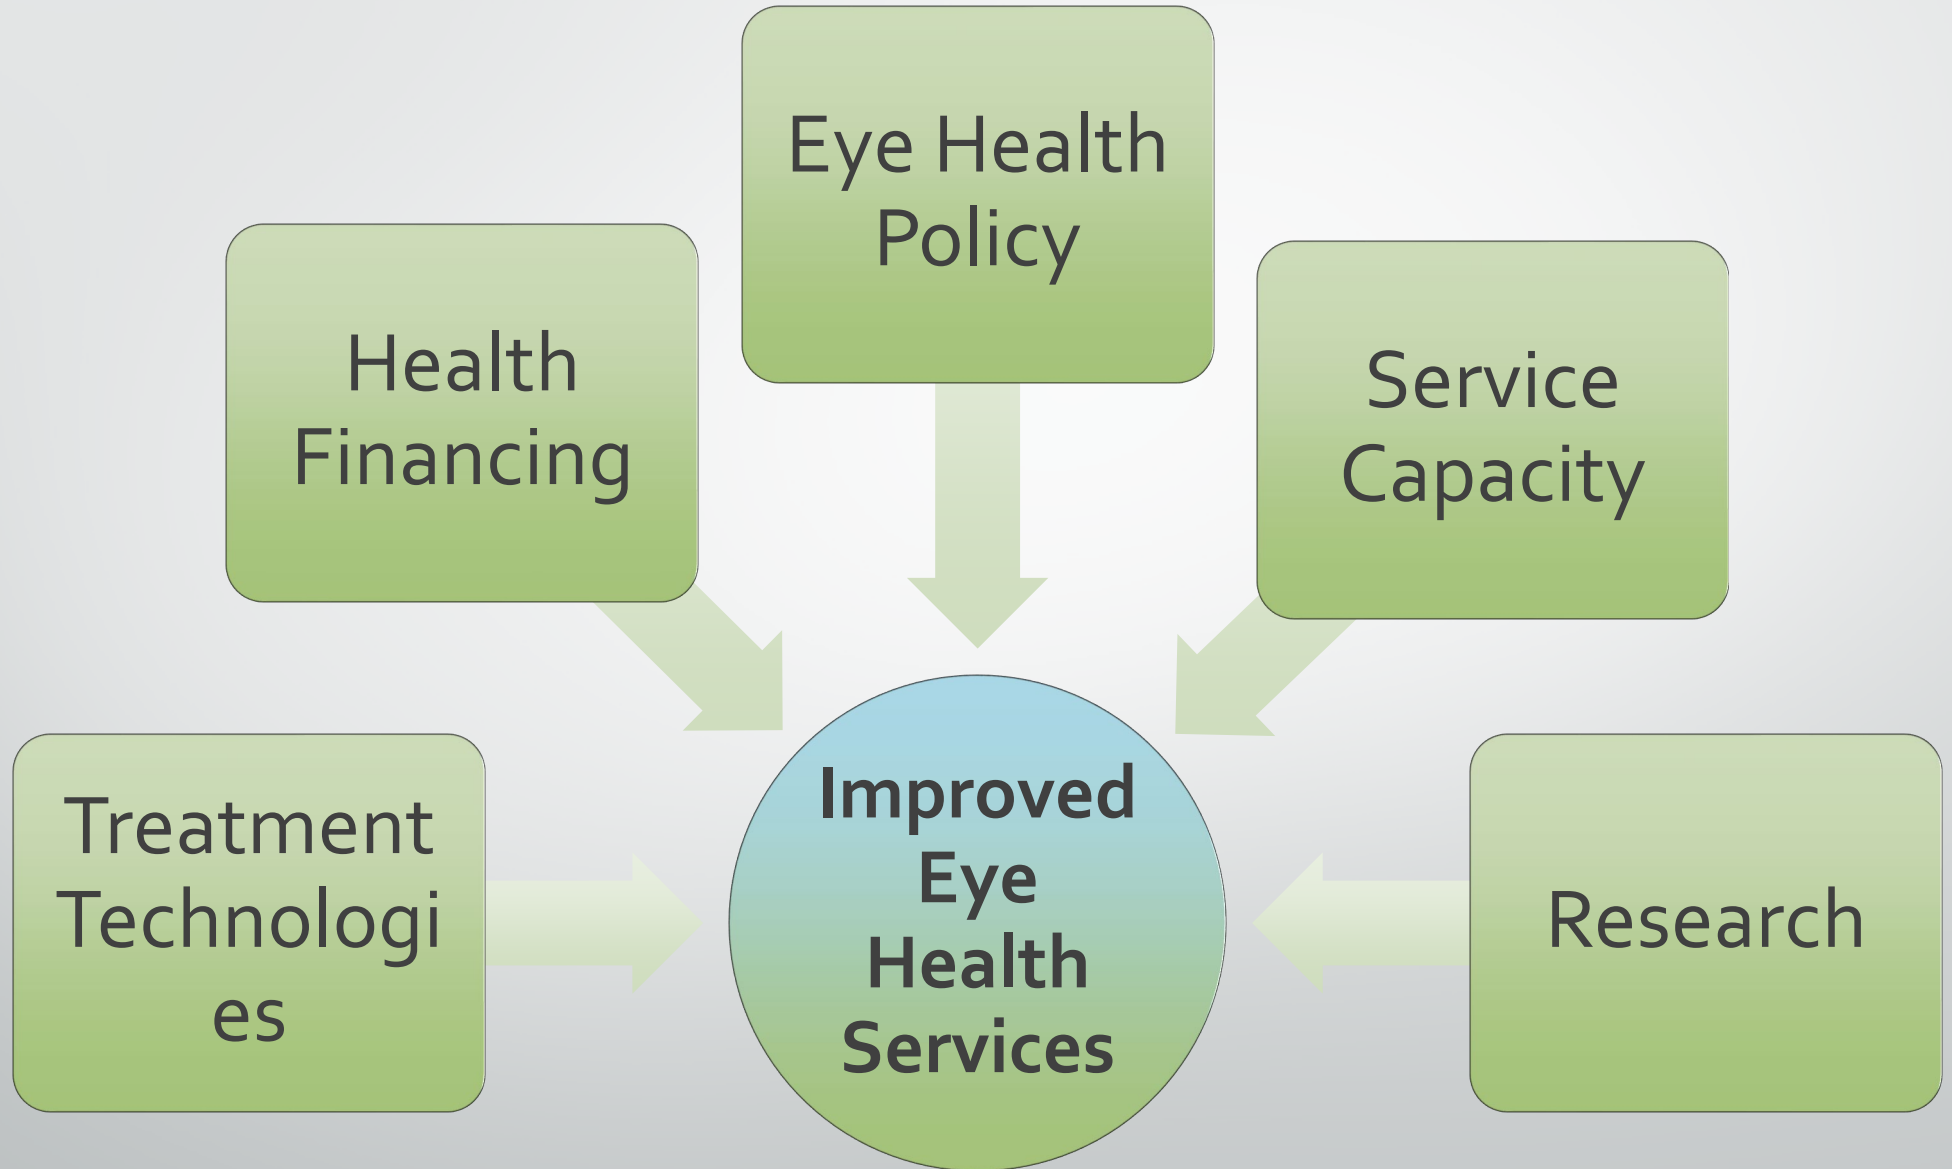 Eye Health
Policy
Health
Financing
Service
Capacity
Treatment
Technologi
es
Improved
Eye
Health
Services
Research